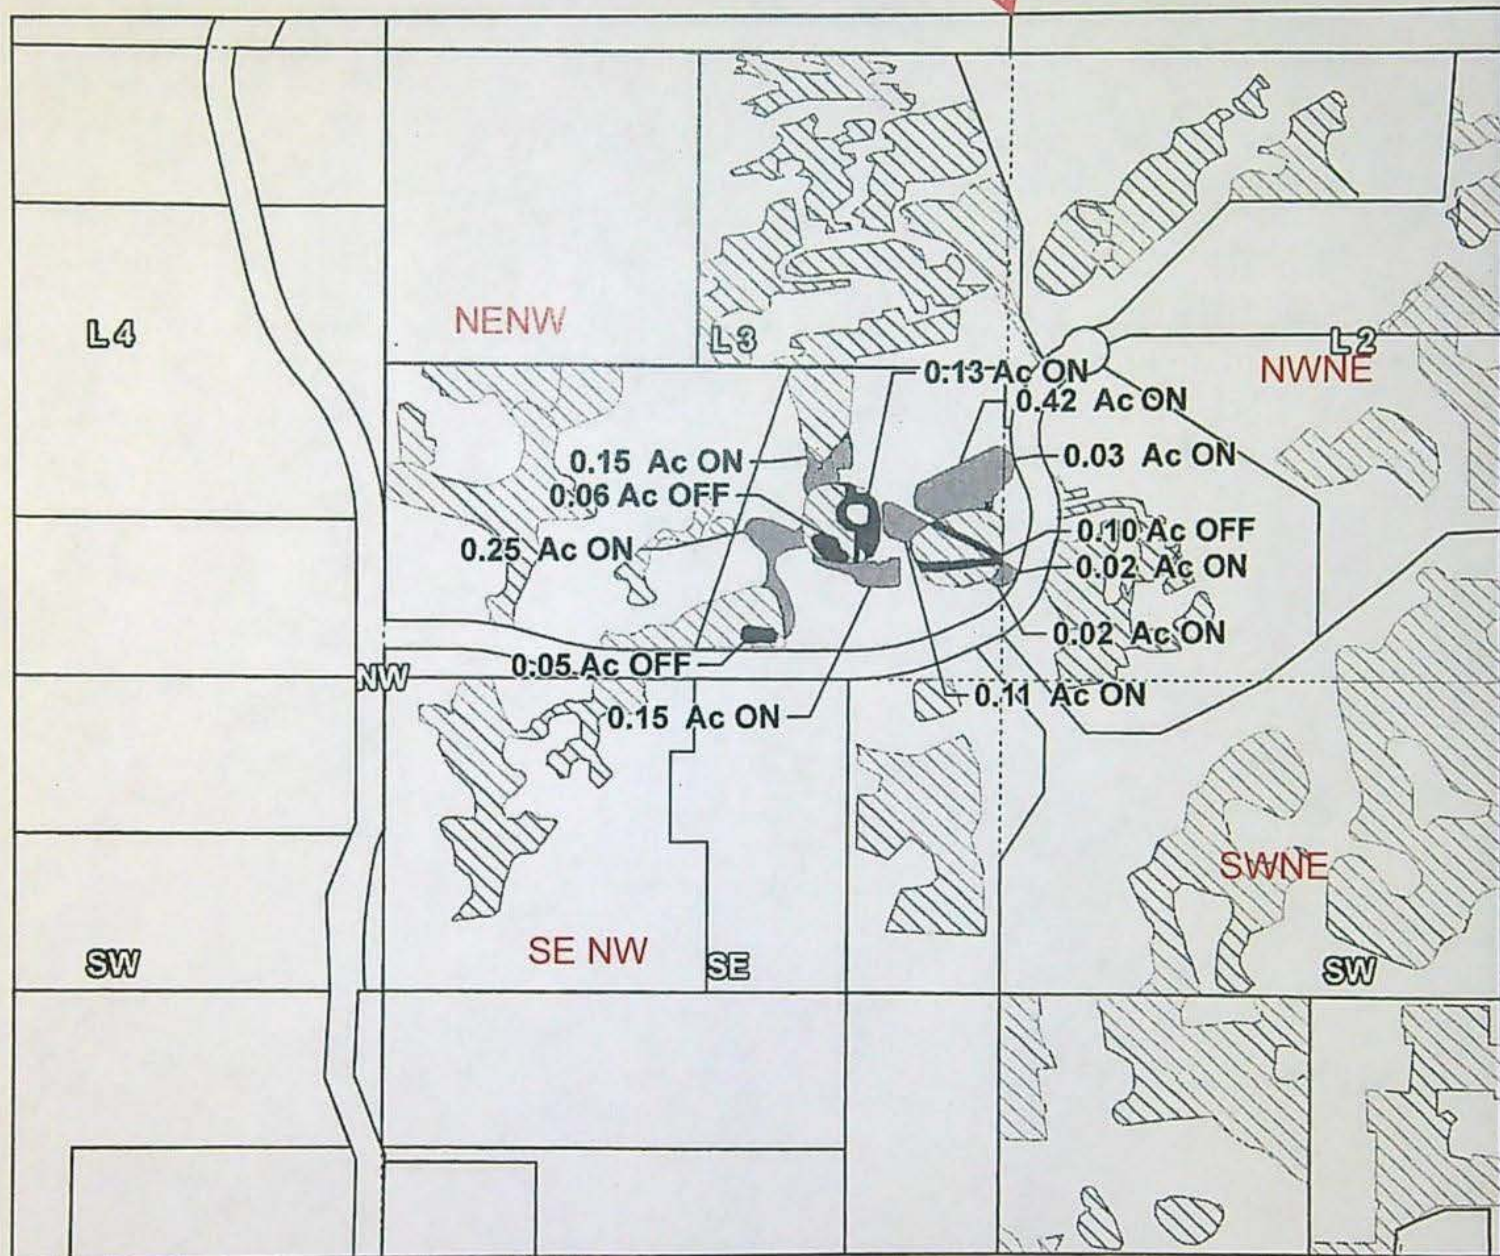 NENW
L 4
L 3
L 2
NWNE
0.13 Ac ON
0.42 Ac ON
0.15 Ac ON
0.03 Ac ON
0.06 Ac OFF
0.10 Ac OFF
0.25 Ac ON
0.02 Ac ON
0.02 Ac ON
0.05 Ac OFF
NW
0.11 Ac ON
0.15 Ac ON
SWNE
SE NW
SW
SE
SW